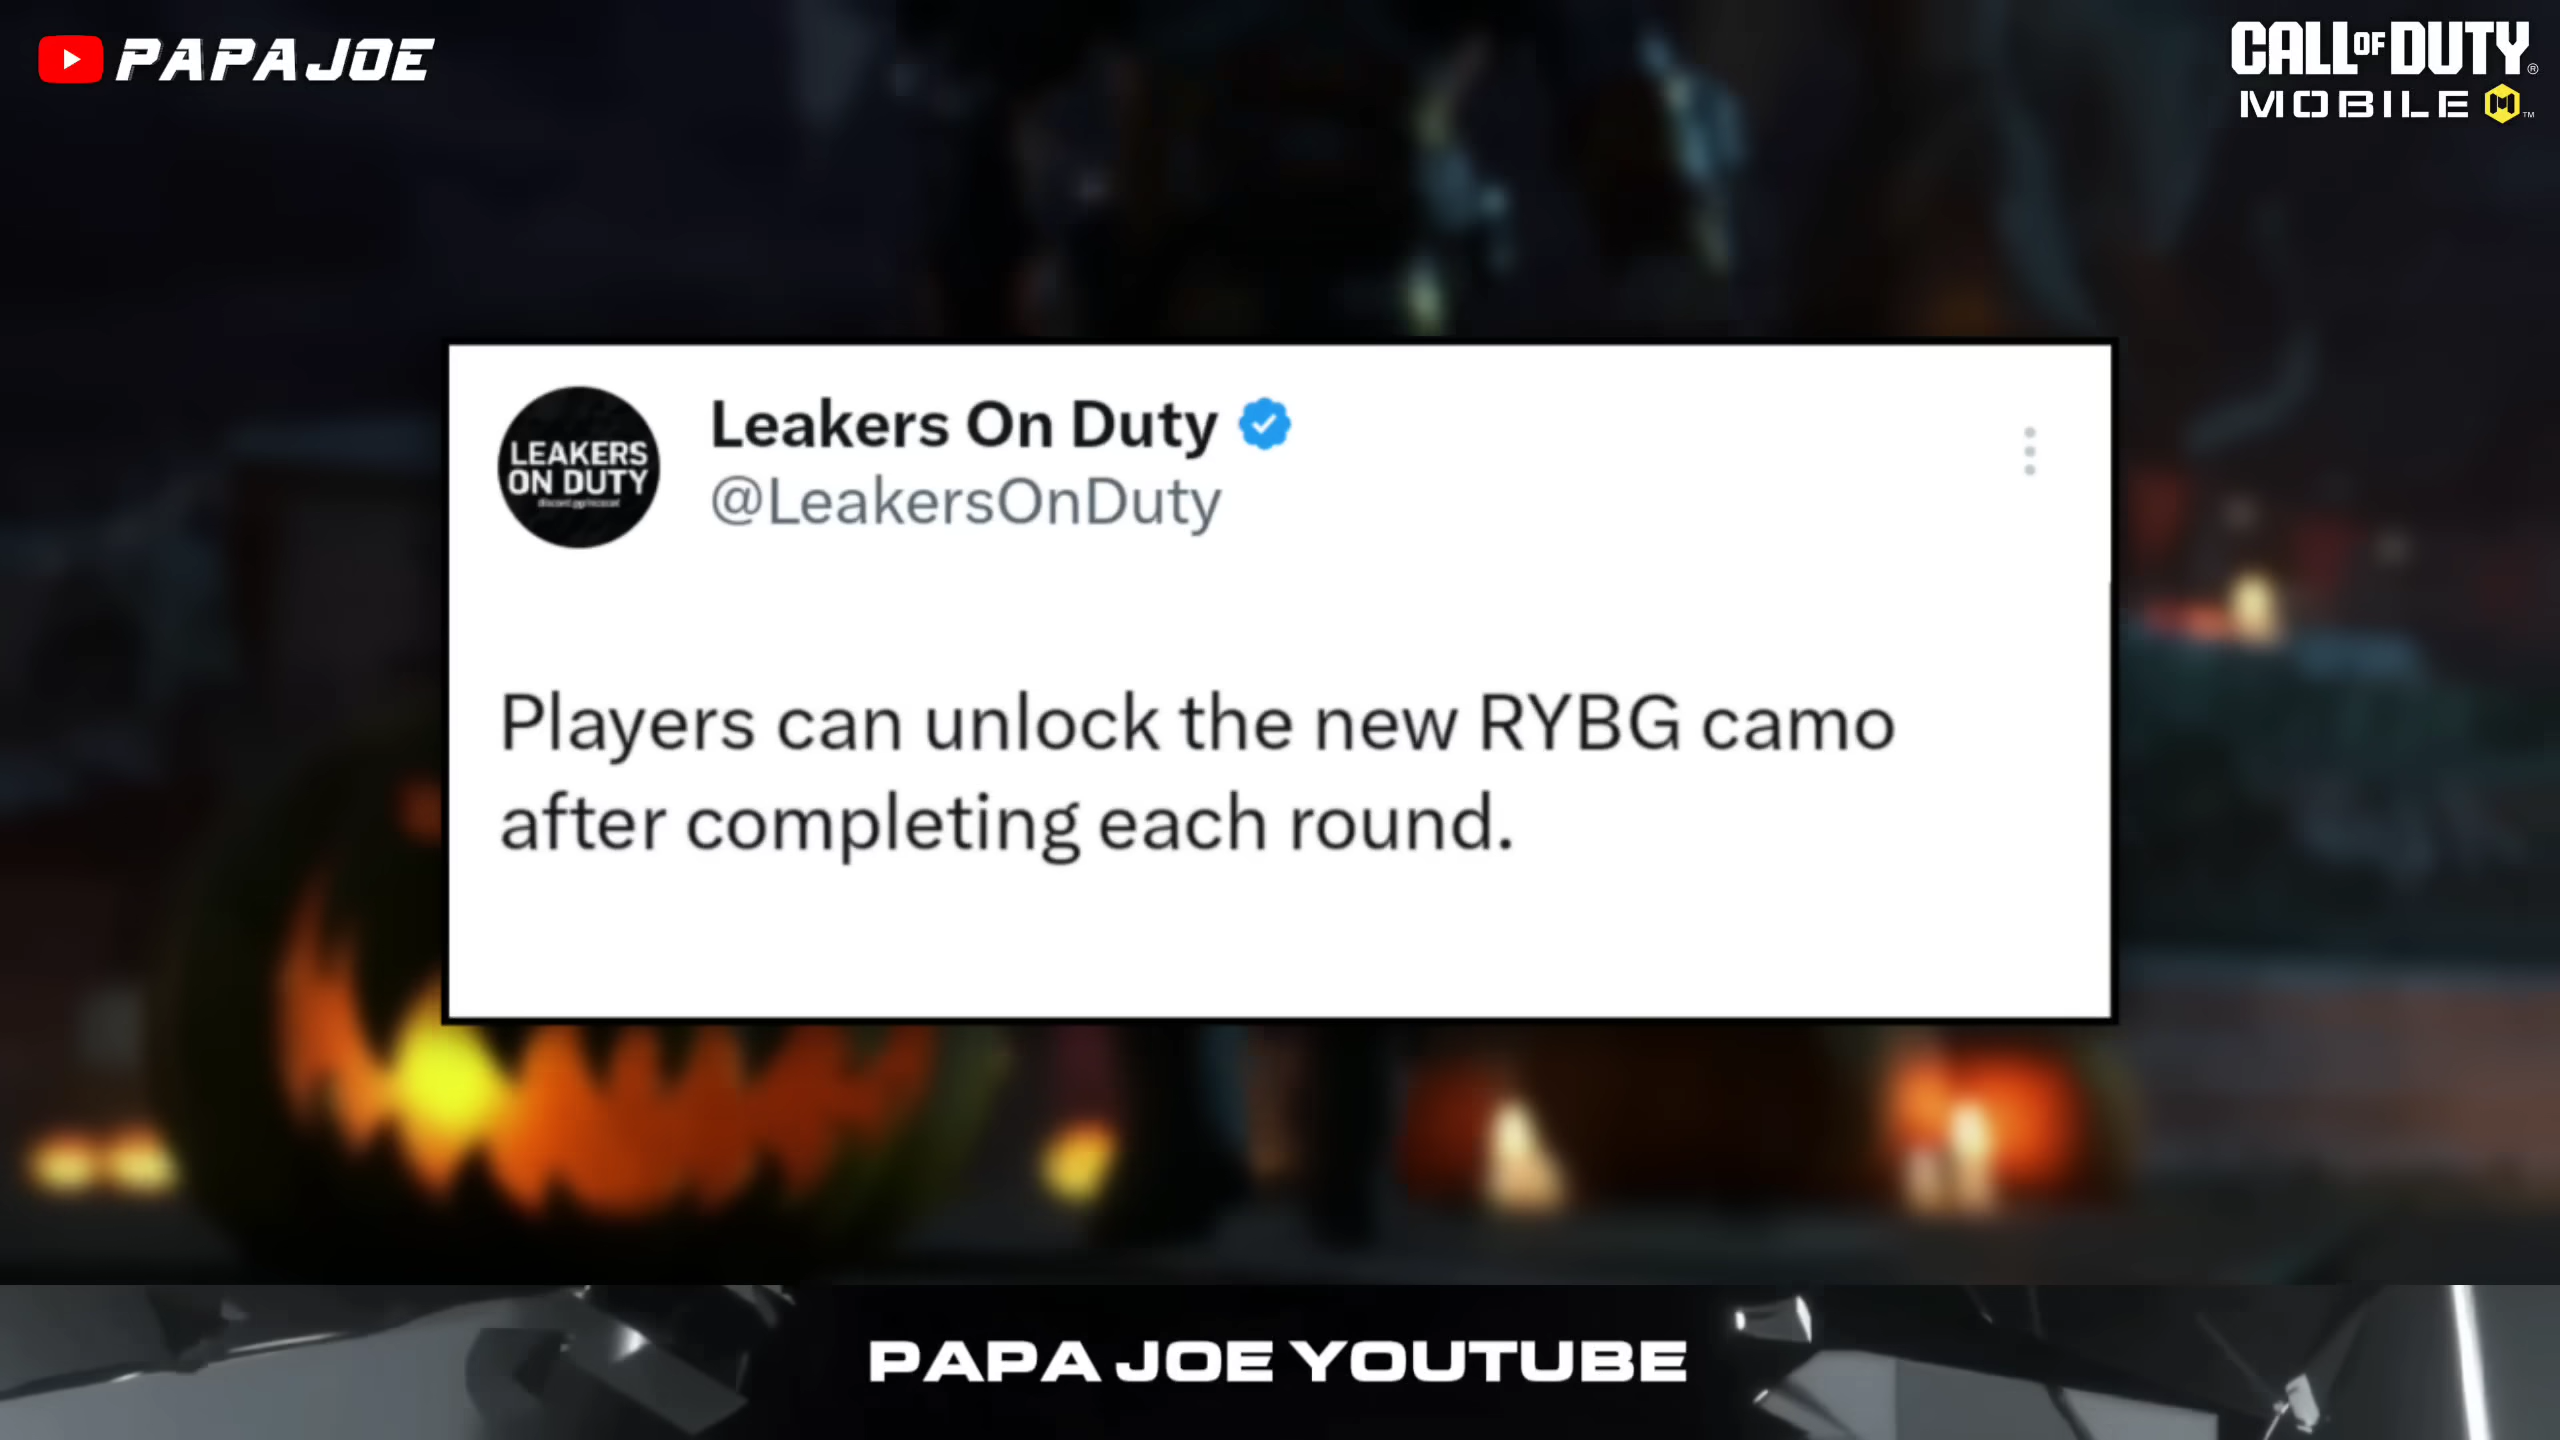 PAPA JOE
CALL OF DUTY®
MOBILE ™
LEAKERS
ON DUTY
Leakers On Duty
@LeakersOnDuty
Players can unlock the new RYBG camo
after completing each round.
PAPA JOE YOUTUBE